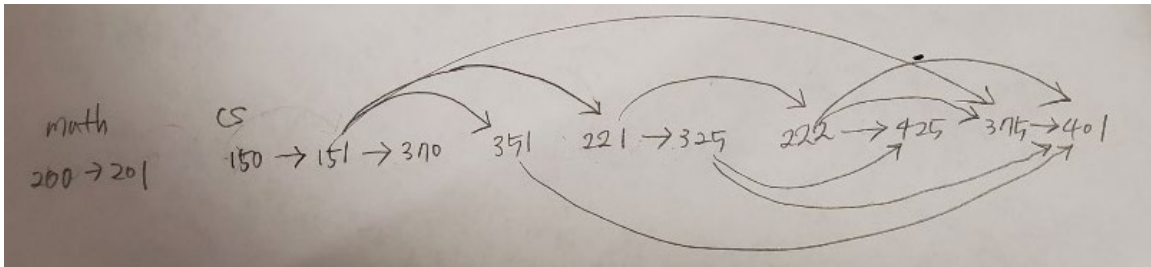 math
200 → 201
CS
150 → 151 → 370 351 221 → 325 222 → 425 375 → 401